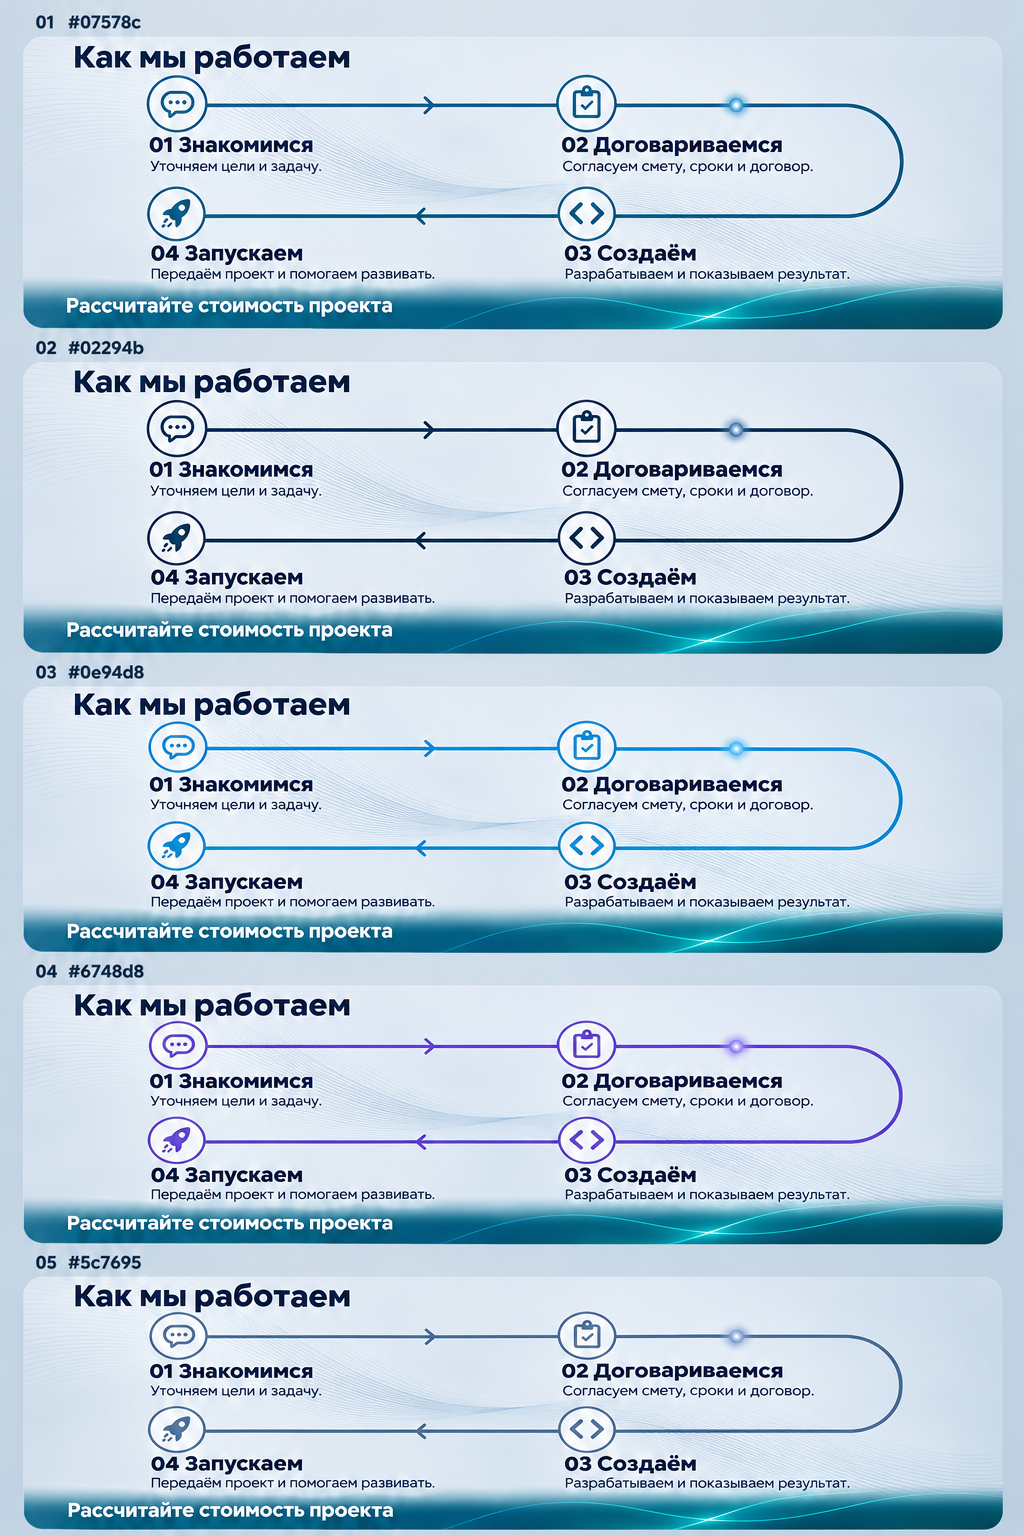 01 #07578c
Как мы работаем
01 Знакомимся
Уточняем цели и задачу.
02 Договариваемся
Согласуем смету, сроки и договор.
04 Запускаем
Передаём проект и помогаем развивать.
03 Создаём
Разрабатываем и показываем результат.
Рассчитайте стоимость проекта
02 #02294b
Как мы работаем
01 Знакомимся
Уточняем цели и задачу.
02 Договариваемся
Согласуем смету, сроки и договор.
04 Запускаем
Передаём проект и помогаем развивать.
03 Создаём
Разрабатываем и показываем результат.
Рассчитайте стоимость проекта
03 #0e94d8
Как мы работаем
01 Знакомимся
Уточняем цели и задачу.
02 Договариваемся
Согласуем смету, сроки и договор.
04 Запускаем
Передаём проект и помогаем развивать.
03 Создаём
Разрабатываем и показываем результат.
Рассчитайте стоимость проекта
04 #6748d8
Как мы работаем
01 Знакомимся
Уточняем цели и задачу.
02 Договариваемся
Согласуем смету, сроки и договор.
04 Запускаем
Передаём проект и помогаем развивать.
03 Создаём
Разрабатываем и показываем результат.
Рассчитайте стоимость проекта
05 #5c7695
Как мы работаем
01 Знакомимся
Уточняем цели и задачу.
02 Договариваемся
Согласуем смету, сроки и договор.
04 Запускаем
Передаём проект и помогаем развивать.
03 Создаём
Разрабатываем и показываем результат.
Рассчитайте стоимость проекта